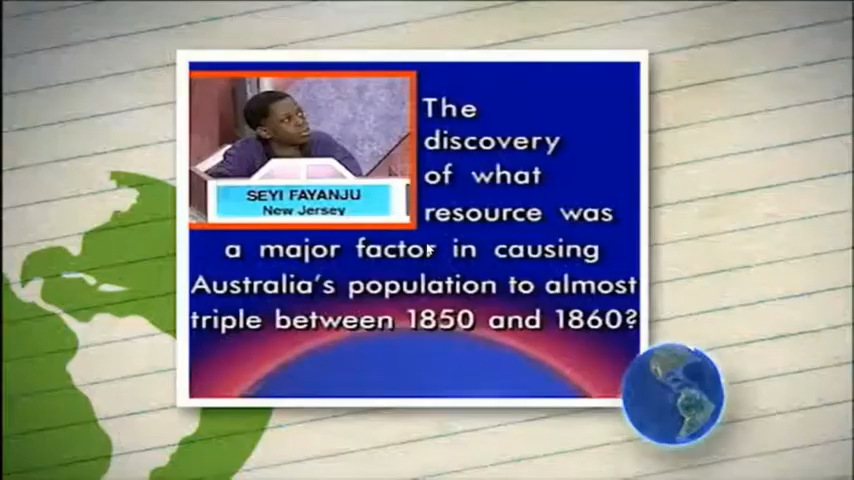 SEYI FAYANJU
New Jersey
The
discovery
of what
resource was
a major factor in causing
Australia's population to almost
triple between 1850 and 1860?